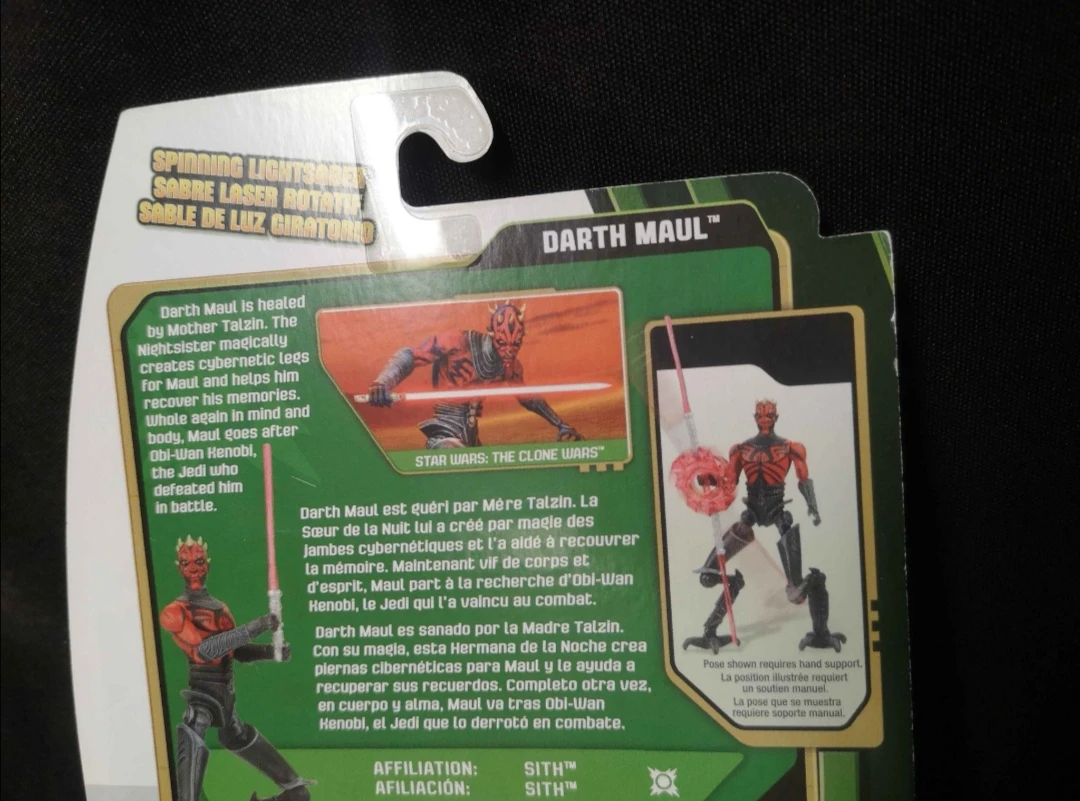 SPINNING LIGHTSABER
SABRE LASER ROTATIF
SABLE DE LUZ GIRATORIO
DARTH MAUL™
Darth Maul is healed
by Mother Talzin. The
Nightsister magically
creates cybernetic legs
for Maul and helps him
recover his memories.
Whole again in mind and
body, Maul goes after
Obi-Wan Kenobi,
the Jedi who
defeated him
in battle.
STAR WARS: THE CLONE WARS™
Darth Maul est guéri par Mère Talzin. La
Sœur de la Nuit lui a créé par magie des
jambes cybernétiques et l'a aidé à recouvrer
la mémoire. Maintenant vif de corps et
d'esprit, Maul part à la recherche d'Obi-Wan
Kenobi, le Jedi qui l'a vaincu au combat.
Darth Maul es sanado por la Madre Talzin.
Con su magia, esta Hermana de la Noche crea
piernas cibernéticas para Maul y le ayuda a
recuperar sus recuerdos. Completo otra vez,
en cuerpo y alma, Maul va tras Obi-Wan
Kenobi, el Jedi que lo derrotó en combate.
Pose shown requires hand support.
La position illustrée requiert
un soutien manuel.
La pose que se muestra
requiere soporte manual.
AFFILIATION: SITH™
AFILIACIÓN: SITH™